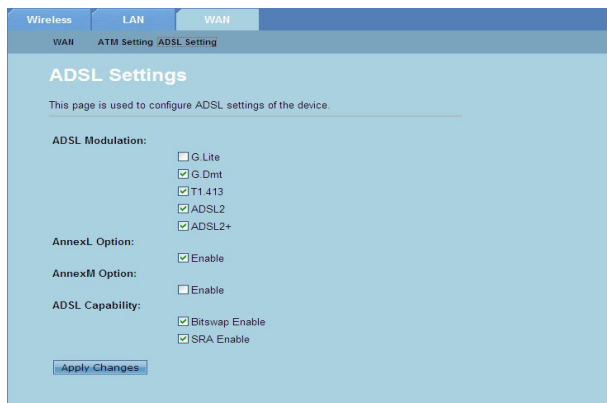 Wireless LAN WAN
WAN ATM Setting ADSL Setting
ADSL Settings
This page is used to configure ADSL settings of the device.
ADSL Modulation:
G.Lite
G.Dmt
T1.413
ADSL2
ADSL2+
AnnexL Option:
Enable
AnnexM Option:
Enable
ADSL Capability:
Bitswap Enable
SRA Enable
Apply Changes